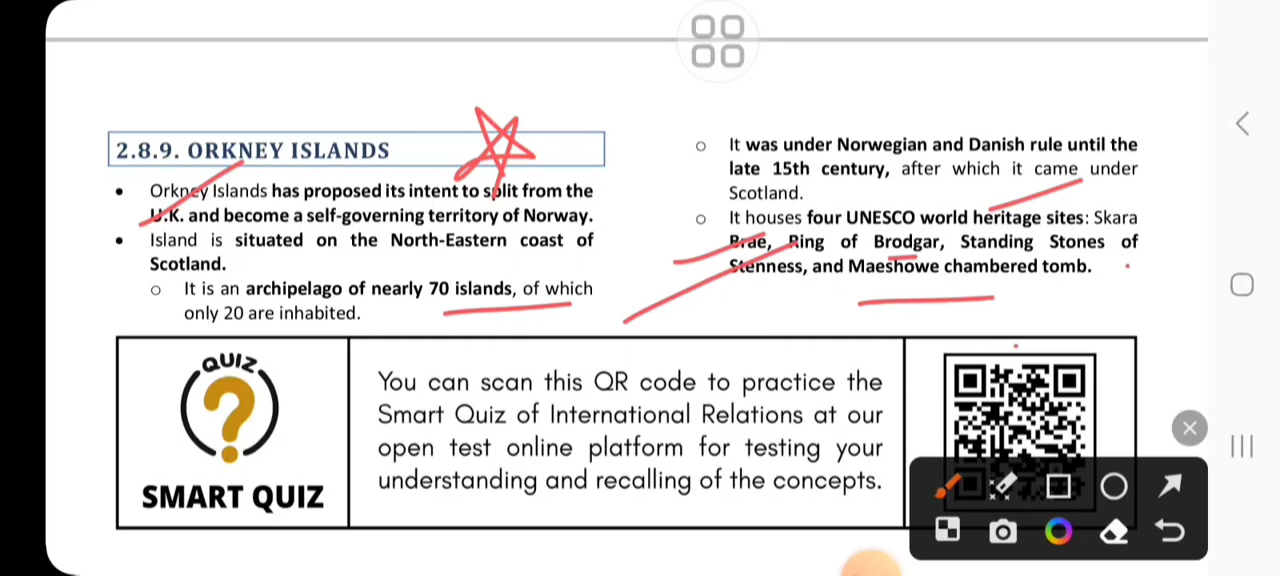 2.8.9. ORKNEY ISLANDS
• Orkney Islands has proposed its intent to split from the
U.K. and become a self-governing territory of Norway.
• Island is situated on the North-Eastern coast of
Scotland.
o It is an archipelago of nearly 70 islands, of which
only 20 are inhabited.
o It was under Norwegian and Danish rule until the
late 15th century, after which it came under
Scotland.
o It houses four UNESCO world heritage sites: Skara
Brae, Ring of Brodgar, Standing Stones of
Stenness, and Maeshowe chambered tomb.
QUIZ
?
SMART QUIZ
You can scan this QR code to practice the
Smart Quiz of International Relations at our
open test online platform for testing your
understanding and recalling of the concepts.